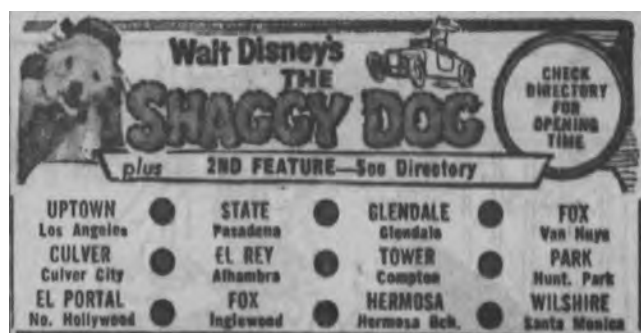 Walt Disney's
THE
SHAGGY DOG
CHECK
DIRECTORY
FOR
OPENING
TIME
plus 2ND FEATURE—See Directory
UPTOWN STATE GLENDALE FOX
Los Angeles Pasadena Glendale Van Nuys
CULVER EL REY TOWER PARK
Culver City Alhambra Compton Hunt. Park
EL PORTAL FOX HERMOSA WILSHIRE
No. Hollywood Inglewood Hermosa Bch. Santa Monica